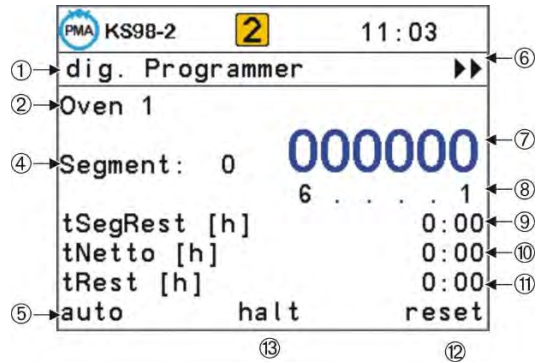 PMA KS98-2 2 11:03
① dig. Programmer ▶▶ ⑥
② Oven 1
④ Segment: 0 000000 ⑦
6 . . . . 1 ⑧
tSegRest [h] 0:00 ⑨
tNetto [h] 0:00 ⑩
tRest [h] 0:00 ⑪
⑤ auto halt reset
⑬ ⑫